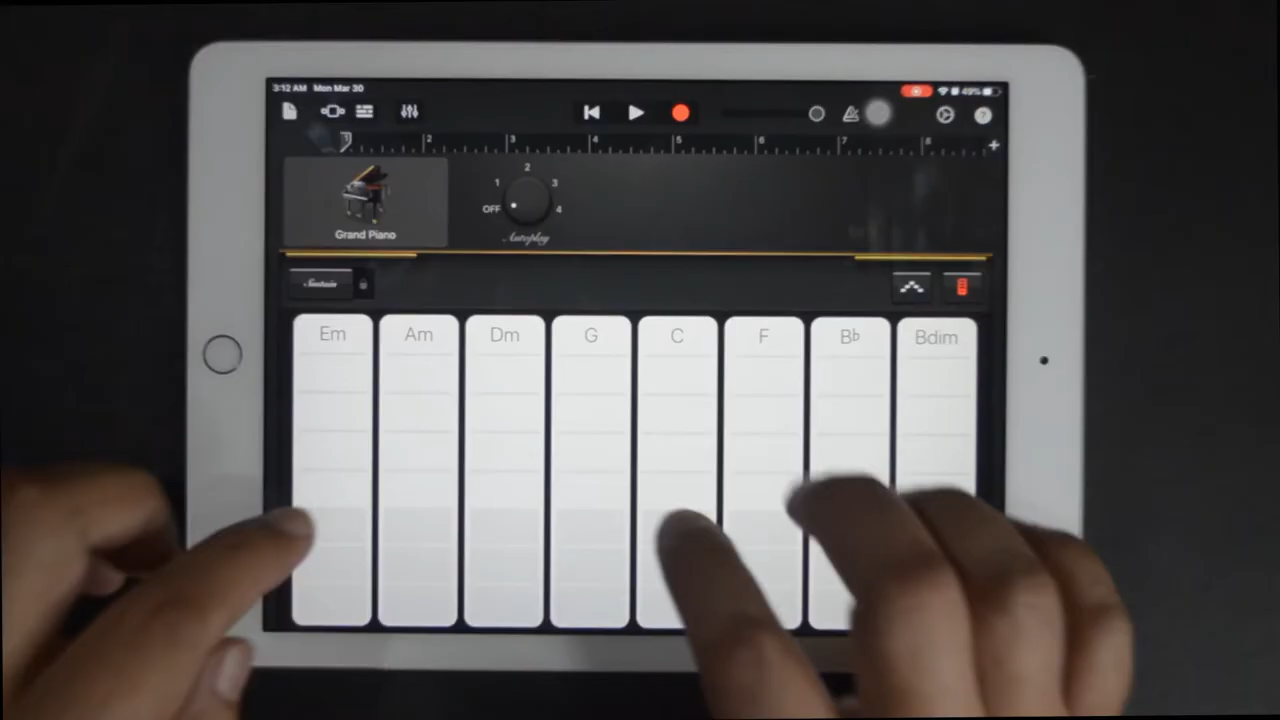 3:12 AM Mon Mar 30
49%
1 2 3 4 5 6 7 8
Grand Piano
OFF 1 2 3 4
Autoplay
Sustain
Em Am Dm G C F B♭ Bdim